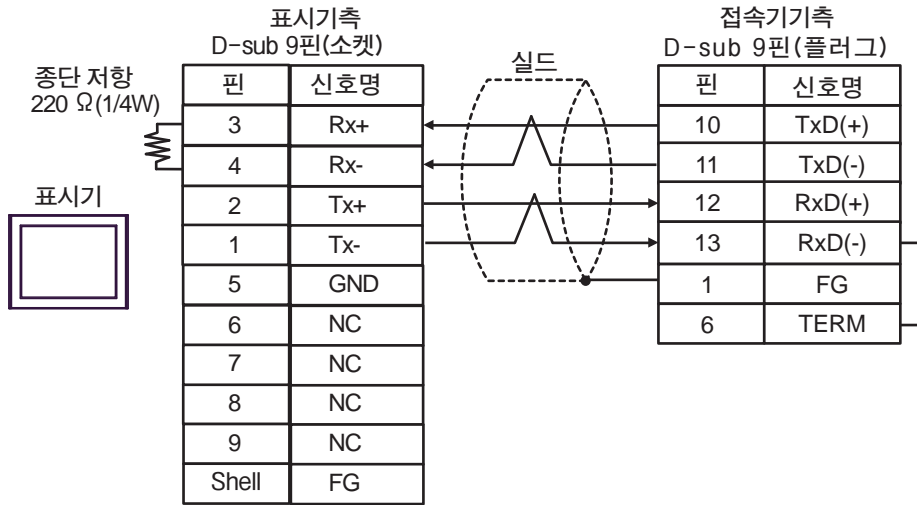 표시기측
D-sub 9핀(소켓)
접속기기측
D-sub 9핀(플러그)
종단 저항
220 Ω(1/4W)
실드
표시기
핀 신호명
3 Rx+
4 Rx-
2 Tx+
1 Tx-
5 GND
6 NC
7 NC
8 NC
9 NC
Shell FG
핀 신호명
10 TxD(+)
11 TxD(-)
12 RxD(+)
13 RxD(-)
1 FG
6 TERM